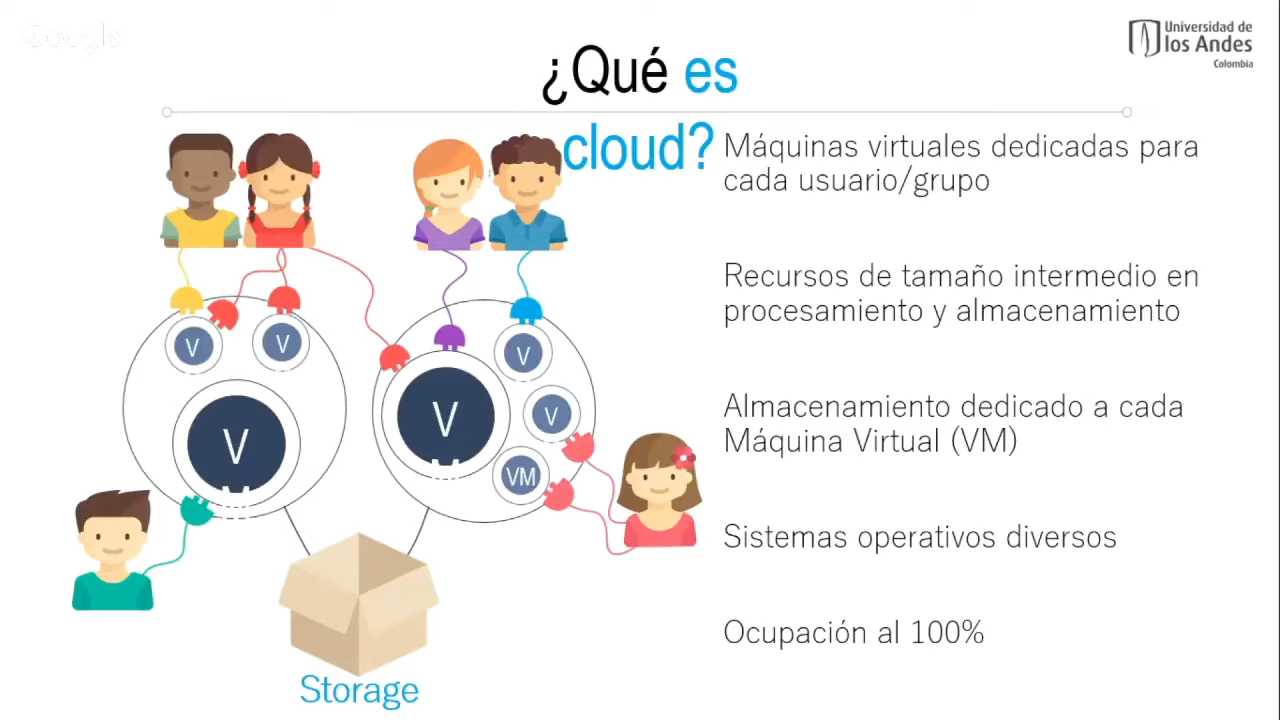 Google
Universidad de
los Andes
Colombia
¿Qué es
cloud?
Máquinas virtuales dedicadas para
cada usuario/grupo
Recursos de tamaño intermedio en
procesamiento y almacenamiento
Almacenamiento dedicado a cada
Máquina Virtual (VM)
Sistemas operativos diversos
Ocupación al 100%
V
V
V
V
M
V
V
M
VM
Storage